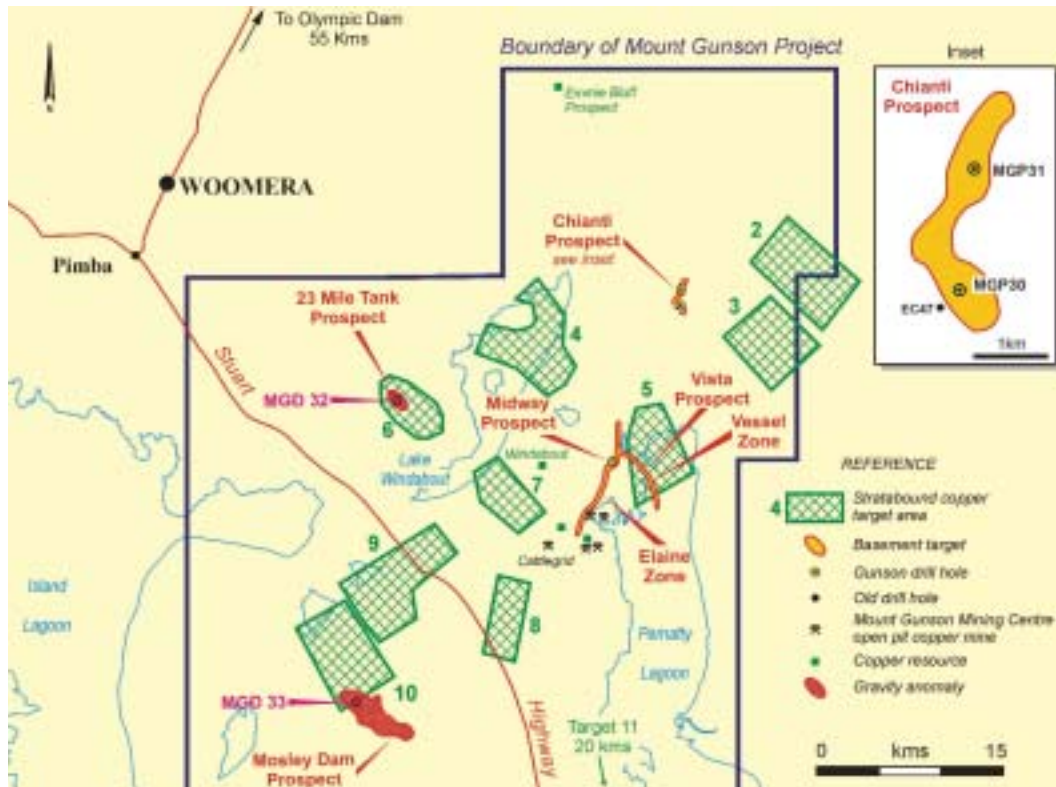 To Olympic Dam
55 Kms
Boundary of Mount Gunson Project
Inset
Chianti
Prospect
MGP31
MGP30
EC47
1km
Emmie Bluff
Prospect
WOOMERA
Pimba
Chianti
Prospect
see inset
2
3
23 Mile Tank
Prospect
4
Stuart
MGD 32
6
5
Vista
Prospect
Midway
Prospect
Vessel
Zone
Lake
Windabout
Windabout
7
Cattlegrid
Elaine
Zone
9
8
Island
Lagoon
Pernatty
Lagoon
MGD 33
10
Mosley Dam
Prospect
Highway
Target 11
20 kms
REFERENCE
4
Stratabound copper
target area
Basement target
Gunson drill hole
Old drill hole
Mount Gunson Mining Centre
open pit copper mine
Copper resource
Gravity anomaly
0 kms 15